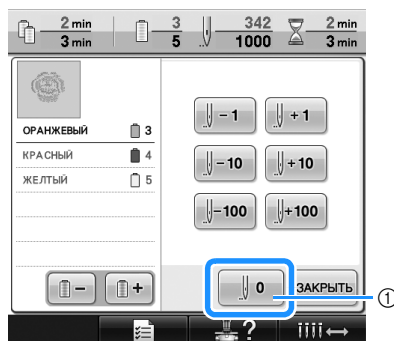 2 min 3 342 2 min
3 min 5 1000 3 min
ОРАНЖЕВЫЙ 3
КРАСНЫЙ 4
ЖЕЛТЫЙ 5
-1 +1
-10 +10
-100 +100
- + 0 ЗАКРЫТЬ 1
?